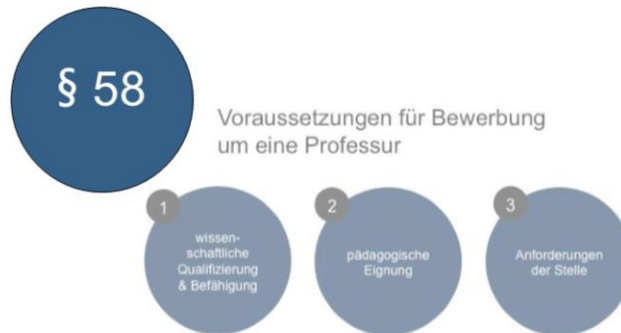 § 58
Voraussetzungen für Bewerbung
um eine Professur
1
wissen-
schaftliche
Qualifizierung
& Befähigung
2
pädagogische
Eignung
3
Anforderungen
der Stelle